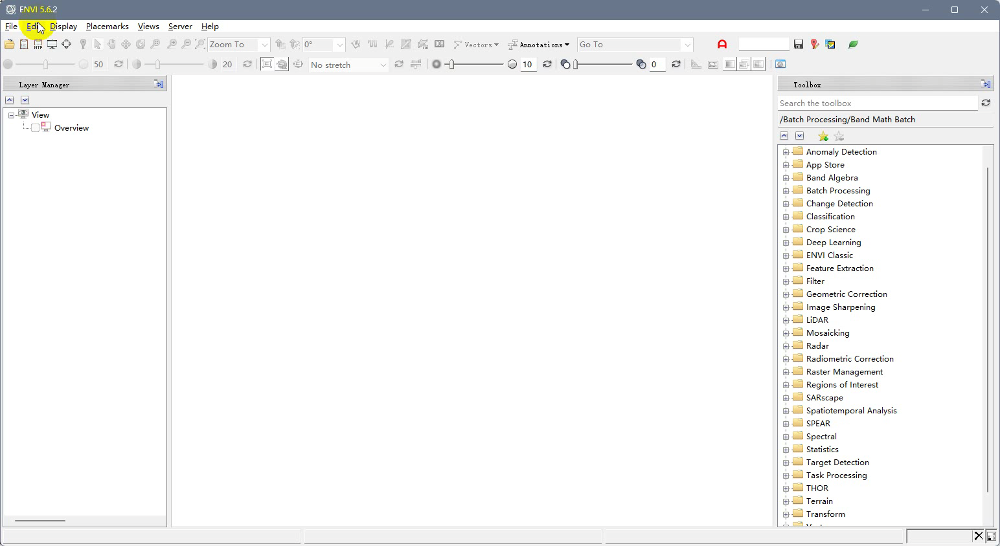 ENVI 5.6.2
File Edit Display Placemarks Views Server Help
NTF Zoom To 0° Vectors Annotations Go To
50 20 No stretch 10 0
Layer Manager
View
Overview
Toolbox
Search the toolbox
/Batch Processing/Band Math Batch
Anomaly Detection
App Store
Band Algebra
Batch Processing
Change Detection
Classification
Crop Science
Deep Learning
ENVI Classic
Feature Extraction
Filter
Geometric Correction
Image Sharpening
LiDAR
Mosaicking
Radar
Radiometric Correction
Raster Management
Regions of Interest
SARscape
Spatiotemporal Analysis
SPEAR
Spectral
Statistics
Target Detection
Task Processing
THOR
Terrain
Transform